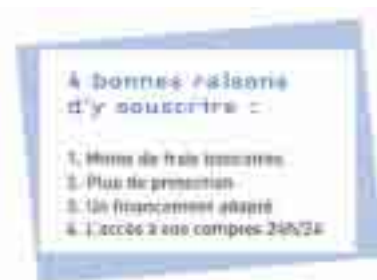 4 bonnes raisons
d'y souscrire :
1. Moins de frais bancaires
2. Plus de protection
3. Un financement adapté
4. L'accès à vos comptes 24h/24